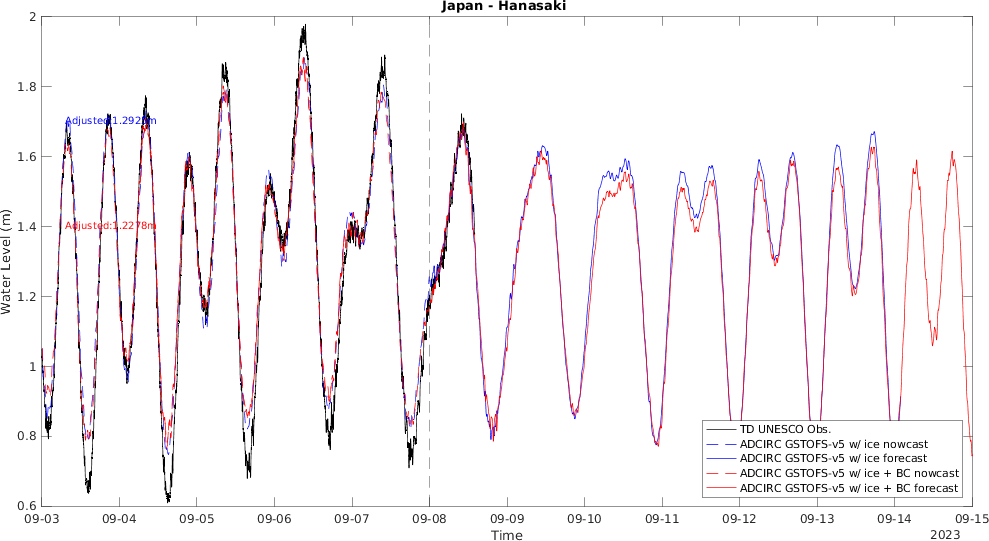 Japan - Hanasaki
2
1.8
1.6
1.4
1.2
1
0.8
0.6
Water Level (m)
Adjusted:1.2925m
Adjusted:1.2278m
TD UNESCO Obs.
ADCIRC GSTOFS-v5 w/ ice nowcast
ADCIRC GSTOFS-v5 w/ ice forecast
ADCIRC GSTOFS-v5 w/ ice + BC nowcast
ADCIRC GSTOFS-v5 w/ ice + BC forecast
09-03 09-04 09-05 09-06 09-07 09-08 09-09 09-10 09-11 09-12 09-13 09-14 09-15
Time
2023